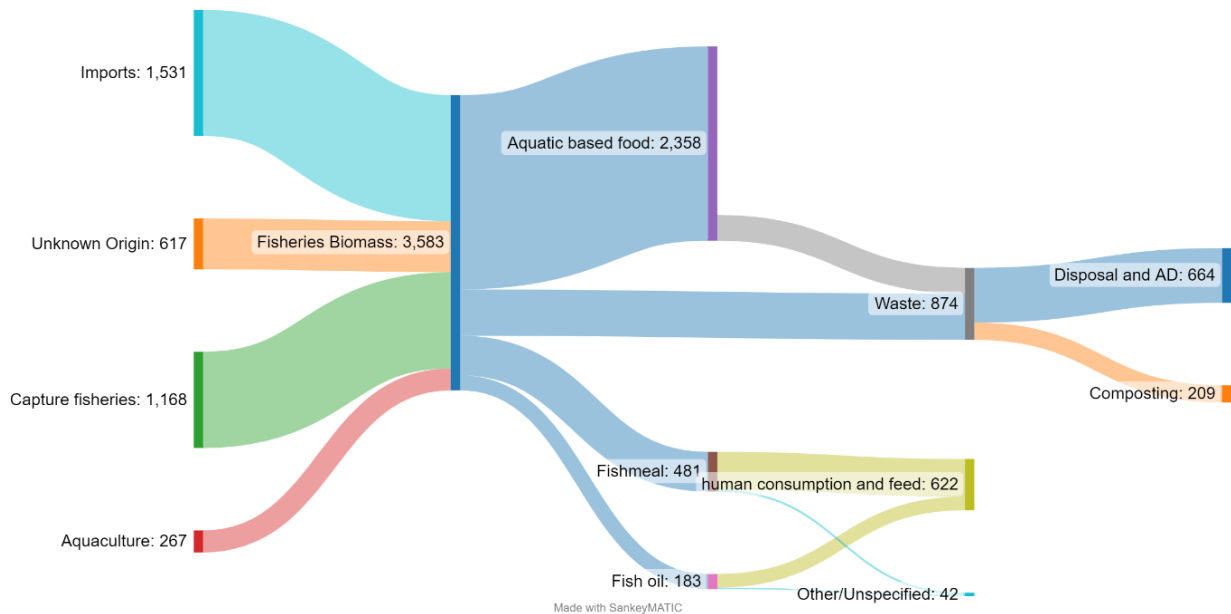 Imports: 1,531
Aquatic based food: 2,358
Unknown Origin: 617
Fisheries Biomass: 3,583
Disposal and AD: 664
Waste: 874
Composting: 209
Capture fisheries: 1,168
Fishmeal: 481
human consumption and feed: 622
Aquaculture: 267
Fish oil: 183
Other/Unspecified: 42
Made with SankeyMATIC